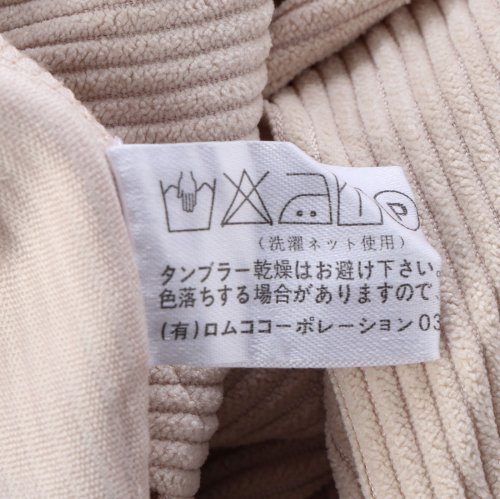 P
(洗濯ネット使用)
タンブラー乾燥はお避け下さい。
色落ちする場合がありますので、
(有)ロムココーポレーション 03